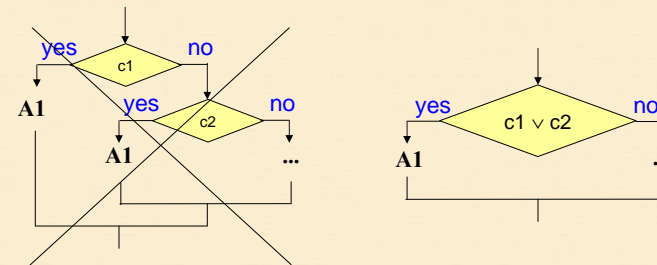 yes
no
c1
A1
yes
no
c2
A1
...
yes
no
c1 ∨ c2
A1